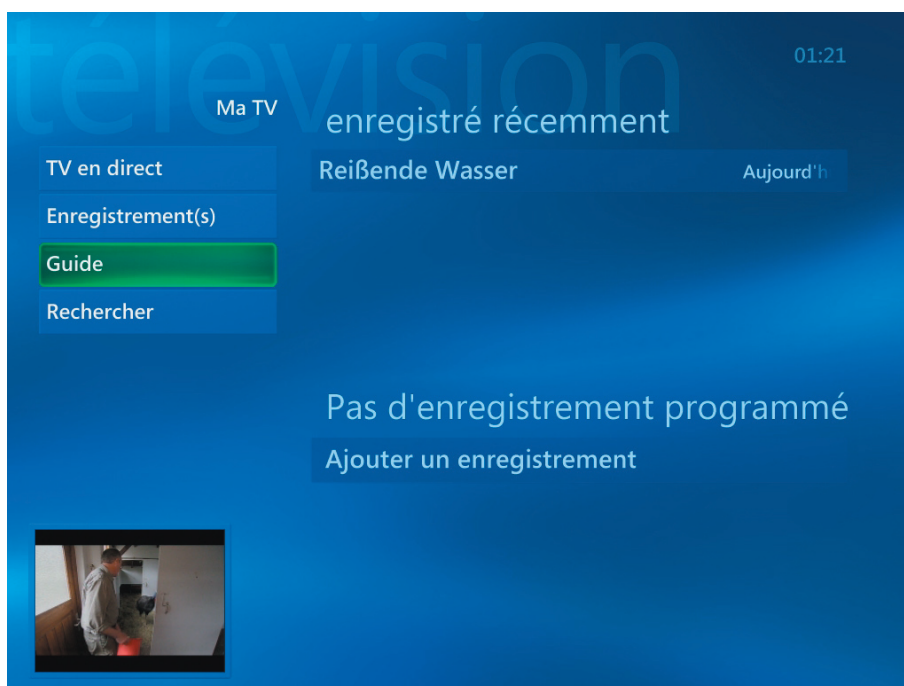 télévision
01:21
Ma TV
enregistré récemment
TV en direct
Reißende Wasser
Aujourd'h
Enregistrement(s)
Guide
Rechercher
Pas d'enregistrement programmé
Ajouter un enregistrement